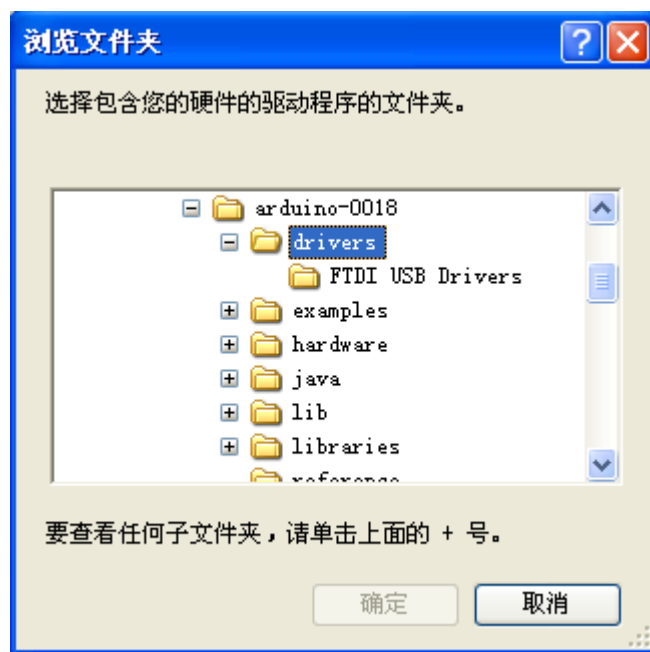 浏览文件夹
选择包含您的硬件的驱动程序的文件夹。
arduino-0018
drivers
FTDI USB Drivers
examples
hardware
java
lib
libraries
reference
要查看任何子文件夹，请单击上面的 + 号。
确定
取消